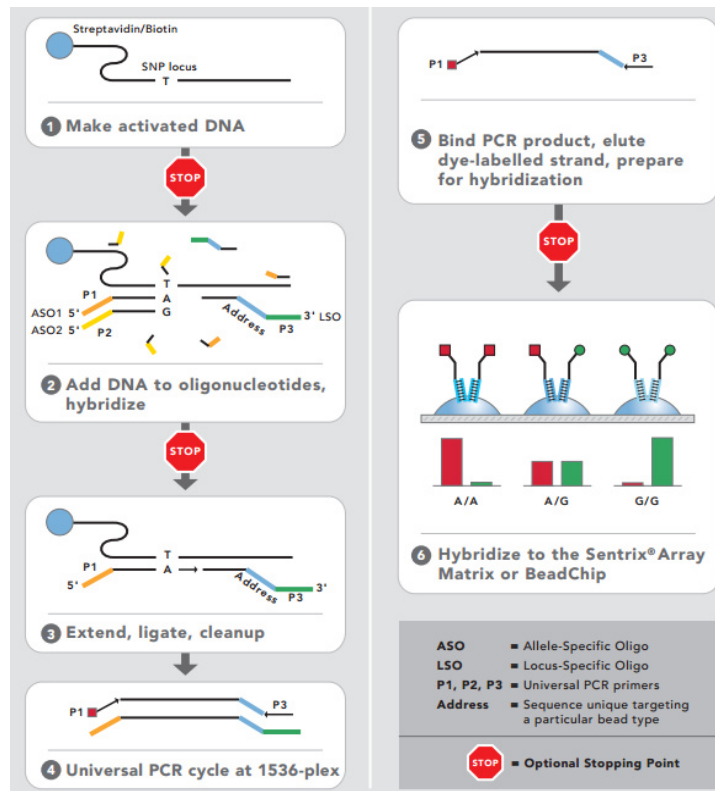 Streptavidin/Biotin
SNP locus
T
1 Make activated DNA
STOP
T
P1
A
ASO1 5'
G
ASO2 5'
P2
Address
P3
3' LSO
2 Add DNA to oligonucleotides,
hybridize
STOP
T
P1
A
5'
Address
P3
3'
3 Extend, ligate, cleanup
P1
P3
4 Universal PCR cycle at 1536-plex
P1
P3
5 Bind PCR product, elute
dye-labelled strand, prepare
for hybridization
STOP
A/A
A/G
G/G
6 Hybridize to the Sentrix® Array
Matrix or BeadChip
ASO = Allele-Specific Oligo
LSO = Locus-Specific Oligo
P1, P2, P3 = Universal PCR primers
Address = Sequence unique targeting
a particular bead type
STOP = Optional Stopping Point